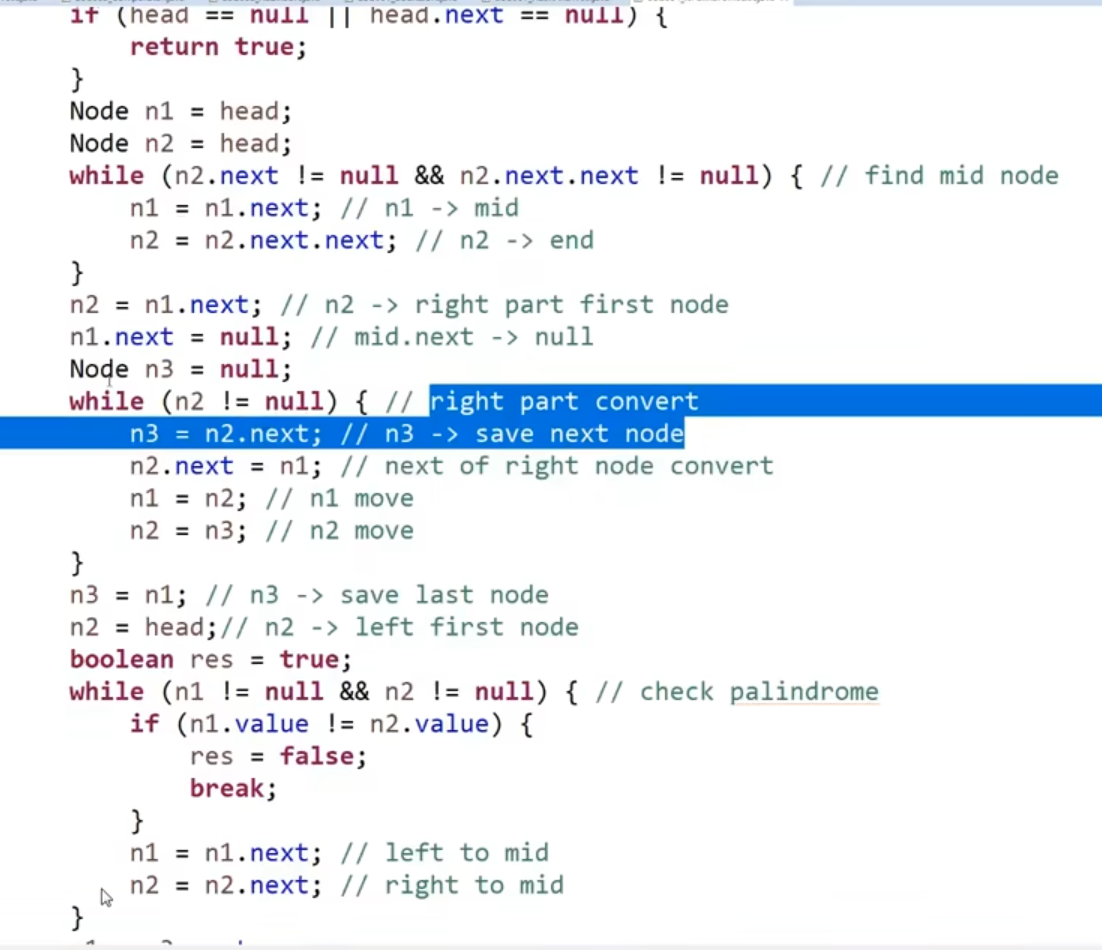 if (head == null || head.next == null) {
return true;
}
Node n1 = head;
Node n2 = head;
while (n2.next != null && n2.next.next != null) { // find mid node
n1 = n1.next; // n1 -> mid
n2 = n2.next.next; // n2 -> end
}
n2 = n1.next; // n2 -> right part first node
n1.next = null; // mid.next -> null
Node n3 = null;
while (n2 != null) { // right part convert
n3 = n2.next; // n3 -> save next node
n2.next = n1; // next of right node convert
n1 = n2; // n1 move
n2 = n3; // n2 move
}
n3 = n1; // n3 -> save last node
n2 = head;// n2 -> left first node
boolean res = true;
while (n1 != null && n2 != null) { // check palindrome
if (n1.value != n2.value) {
res = false;
break;
}
n1 = n1.next; // left to mid
n2 = n2.next; // right to mid
}